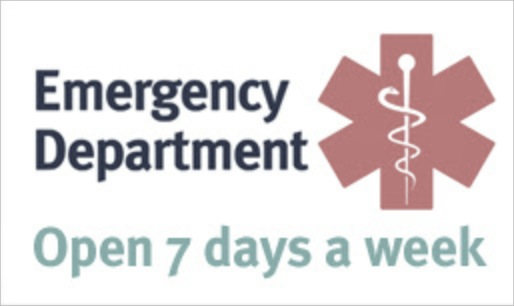 Emergency
Department
Open 7 days a week